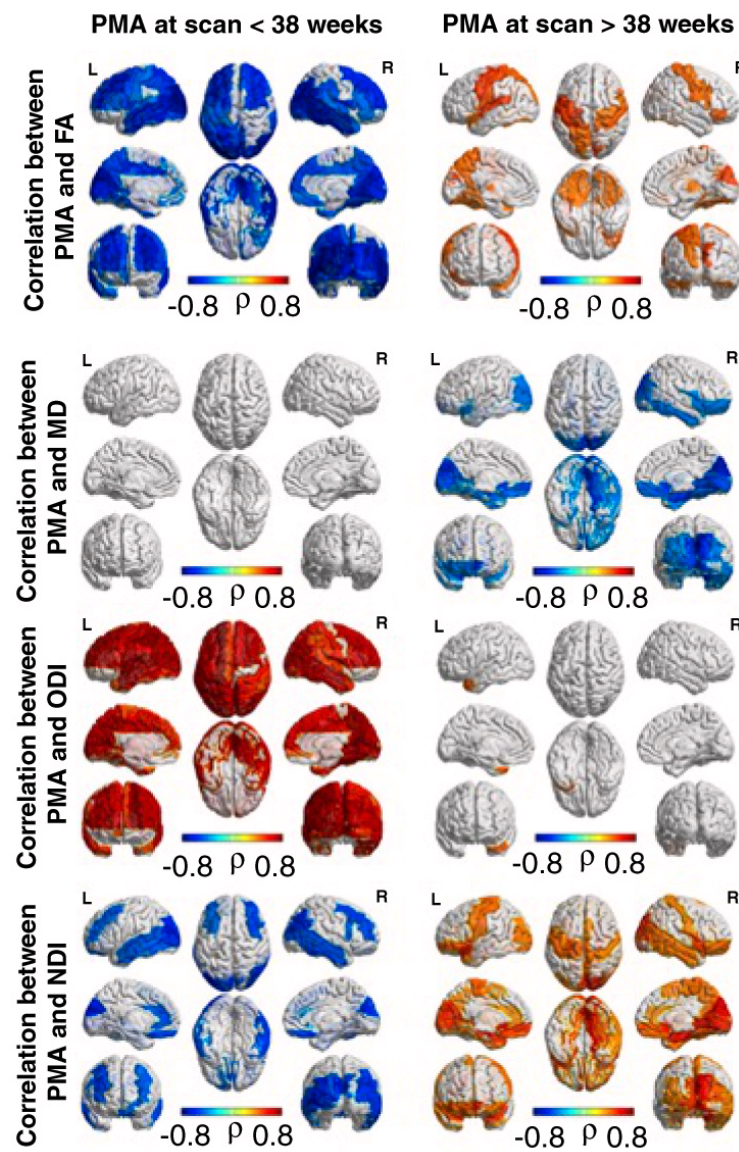 PMA at scan < 38 weeks
PMA at scan > 38 weeks
Correlation between
PMA and FA
L
R
-0.8 ρ 0.8
L
R
-0.8 ρ 0.8
Correlation between
PMA and MD
L
R
-0.8 ρ 0.8
L
R
-0.8 ρ 0.8
Correlation between
PMA and ODI
L
R
-0.8 ρ 0.8
L
R
-0.8 ρ 0.8
Correlation between
PMA and NDI
L
R
-0.8 ρ 0.8
L
R
-0.8 ρ 0.8